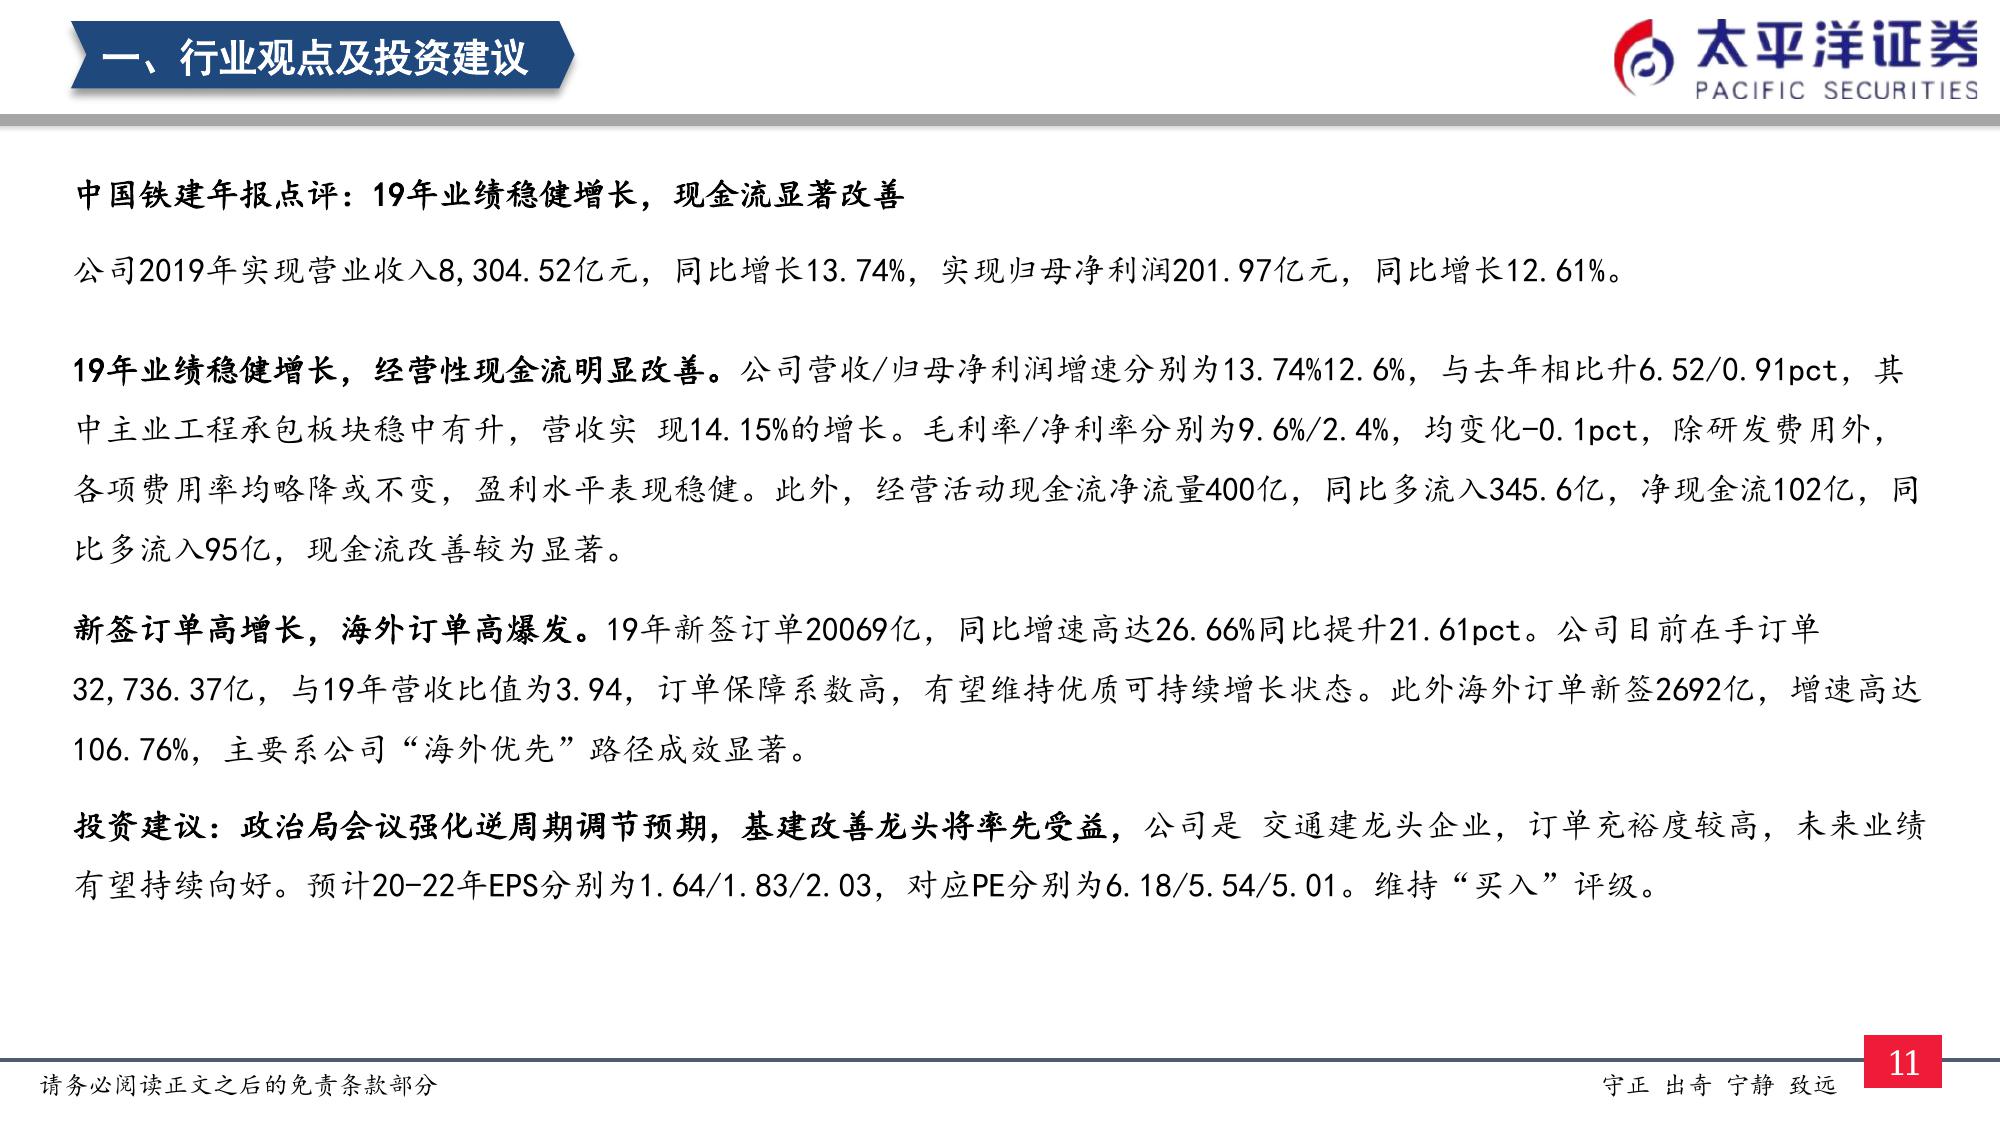 一、行业观点及投资建议
太平洋证券
PACIFIC SECURITIES
中国铁建年报点评：19年业绩稳健增长，现金流显著改善
公司2019年实现营业收入8,304.52亿元，同比增长13.74%，实现归母净利润201.97亿元，同比增长12.61%。
19年业绩稳健增长，经营性现金流明显改善。公司营收/归母净利润增速分别为13.74%12.6%，与去年相比升6.52/0.91pct，其
中主业工程承包板块稳中有升，营收实 现14.15%的增长。毛利率/净利率分别为9.6%/2.4%，均变化-0.1pct，除研发费用外，
各项费用率均略降或不变，盈利水平表现稳健。此外，经营活动现金流净流量400亿，同比多流入345.6亿，净现金流102亿，同
比多流入95亿，现金流改善较为显著。
新签订单高增长，海外订单高爆发。19年新签订单20069亿，同比增速高达26.66%同比提升21.61pct。公司目前在手订单
32,736.37亿，与19年营收比值为3.94，订单保障系数高，有望维持优质可持续增长状态。此外海外订单新签2692亿，增速高达
106.76%，主要系公司“海外优先”路径成效显著。
投资建议：政治局会议强化逆周期调节预期，基建改善龙头将率先受益，公司是 交通建龙头企业，订单充裕度较高，未来业绩
有望持续向好。预计20-22年EPS分别为1.64/1.83/2.03，对应PE分别为6.18/5.54/5.01。维持“买入”评级。
请务必阅读正文之后的免责条款部分
守正 出奇 宁静 致远
11